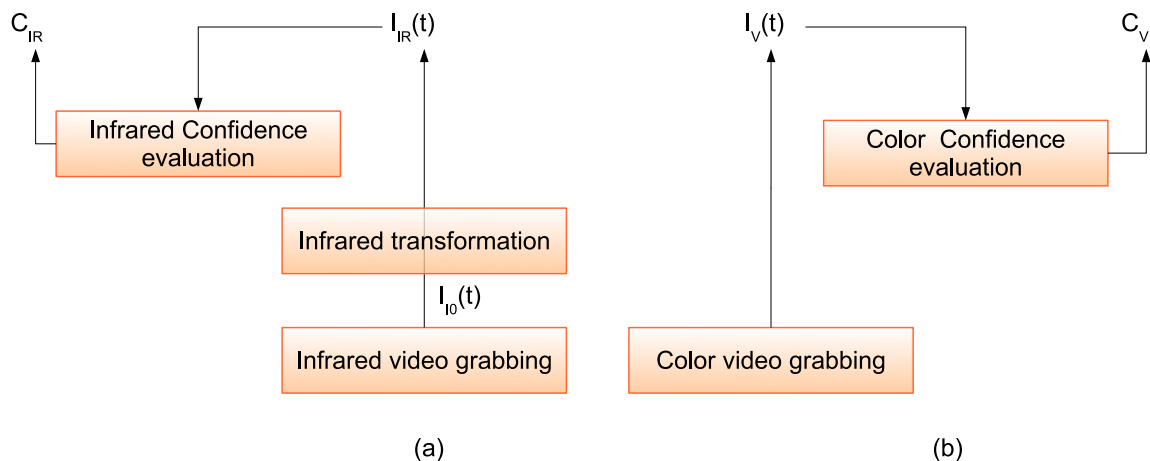 C_IR
I_IR(t)
I_V(t)
C_V
Infrared Confidence
evaluation
Color Confidence
evaluation
Infrared transformation
I_I0(t)
Infrared video grabbing
Color video grabbing
(a)
(b)